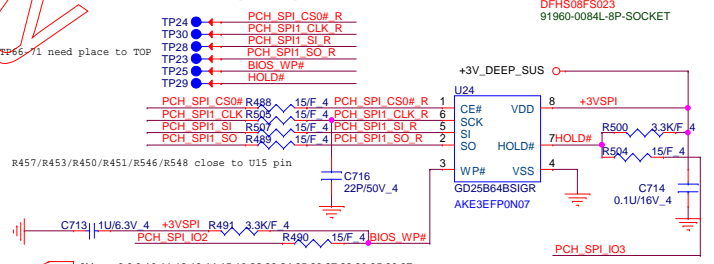 DFHS08FS023
91960-0084L-8P-SOCKET
TP24 PCH_SPI_CS0#_R
TP30 PCH_SPI1_CLK_R
TP28 PCH_SPI1_SI_R
TP23 PCH_SPI1_SO_R
TP25 BIOS_WP#
TP29 HOLD#
TP66-71 need place to TOP
+3V_DEEP_SUS
U24
PCH_SPI_CS0# R488 15/F_4 PCH_SPI_CS0#_R 1 CE# VDD 8 +3VSPI
PCH_SPI1_CLK R505 15/F_4 PCH_SPI1_CLK_R 6 SCK
PCH_SPI1_SI R507 15/F_4 PCH_SPI1_SI_R 5 SI
PCH_SPI1_SO R489 15/F_4 PCH_SPI1_SO_R 2 SO HOLD# 7 HOLD#
R500 3.3K/F_4
R504 15/F_4
R457/R453/R450/R451/R546/R548 close to U15 pin
3 WP# VSS 4
C716
22P/50V_4
GD25B64BSIGR
AKE3EFP0N07
C714
0.1U/16V_4
C713 1U/6.3V_4 +3VSPI R491 3.3K/F_4
PCH_SPI_IO2 R490 15/F_4 BIOS_WP#
PCH_SPI_IO3